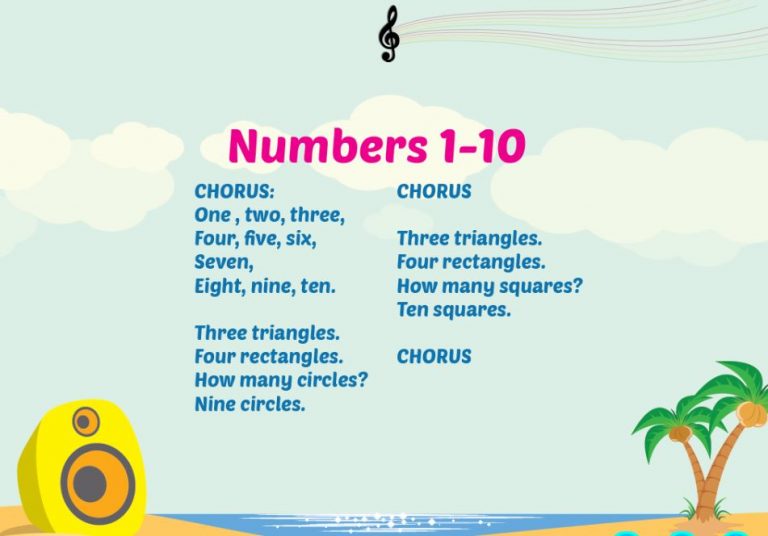 Numbers 1-10
CHORUS:
One , two, three,
Four, five, six,
Seven,
Eight, nine, ten.
Three triangles.
Four rectangles.
How many circles?
Nine circles.
CHORUS
Three triangles.
Four rectangles.
How many squares?
Ten squares.
CHORUS